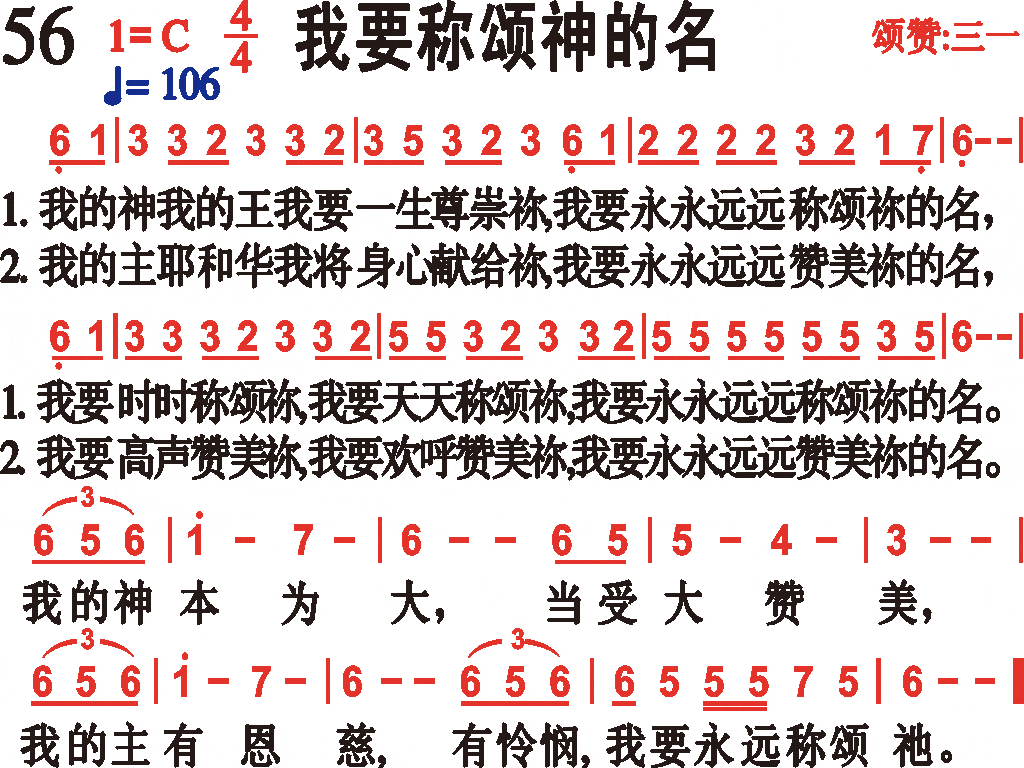 56 1=C 4/4 我要称颂神的名 颂赞:三一
♩=106
6 1|3 3 2 3 3 2|3 5 3 2 3 6 1|2 2 2 2 3 2 1 7|6--|
1. 我的神我的王我要一生尊崇祢,我要永永远远称颂祢的名,
2. 我的主耶和华我将身心献给祢,我要永永远远赞美祢的名,
6 1|3 3 3 2 3 3 2|5 5 3 2 3 3 2|5 5 5 5 5 5 3 5|6--|
1. 我要时时称颂祢,我要天天称颂祢,我要永永远远称颂祢的名。
2. 我要高声赞美祢,我要欢呼赞美祢,我要永永远远赞美祢的名。
3
6 5 6|1 - 7 -|6 - - 6 5|5 - 4 -|3 - -|
我的神本为大,当受大赞美,
3 3
6 5 6|1 - 7 -|6 - - 6 5 6|6 5 5 5 7 5|6 - -
我的主有恩慈,有怜悯,我要永远称颂祂。